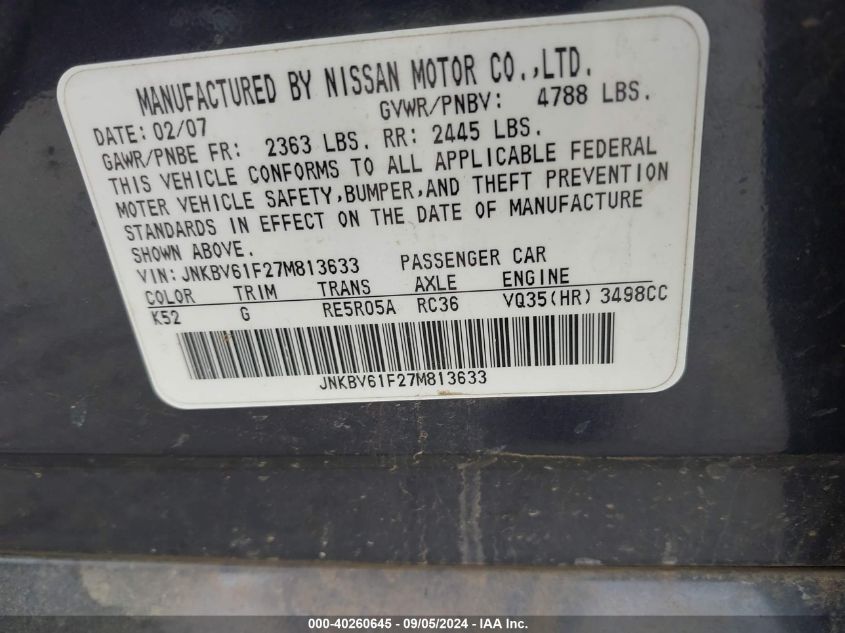 MANUFACTURED BY NISSAN MOTOR CO.,LTD.
DATE: 02/07 GVWR/PNBV: 4788 LBS.
GAWR/PNBE FR: 2363 LBS. RR: 2445 LBS.
THIS VEHICLE CONFORMS TO ALL APPLICABLE FEDERAL
MOTER VEHICLE SAFETY,BUMPER,AND THEFT PREVENTION
STANDARDS IN EFFECT ON THE DATE OF MANUFACTURE
SHOWN ABOVE.
VIN: JNKBV61F27M813633 PASSENGER CAR
COLOR TRIM TRANS AXLE ENGINE
K52 G RE5R05A RC36 VQ35(HR) 3498CC
JNKBV61F27M813633
000-40260645 - 09/05/2024 - IAA Inc.